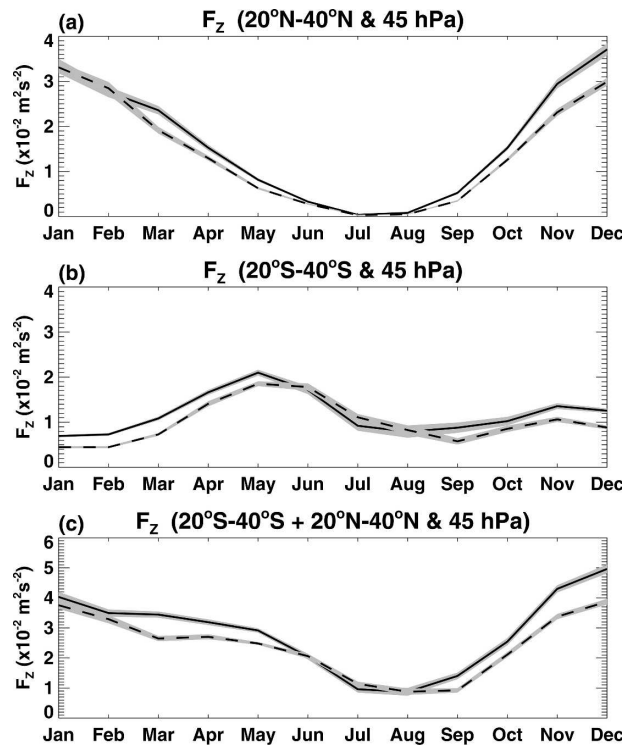 (a) F_Z (20°N-40°N & 45 hPa)
F_Z (x10⁻² m²s⁻²)
4
3
2
1
0
Jan Feb Mar Apr May Jun Jul Aug Sep Oct Nov Dec
(b) F_Z (20°S-40°S & 45 hPa)
F_Z (x10⁻² m²s⁻²)
4
3
2
1
0
Jan Feb Mar Apr May Jun Jul Aug Sep Oct Nov Dec
(c) F_Z (20°S-40°S + 20°N-40°N & 45 hPa)
F_Z (x10⁻² m²s⁻²)
6
5
4
3
2
1
0
Jan Feb Mar Apr May Jun Jul Aug Sep Oct Nov Dec